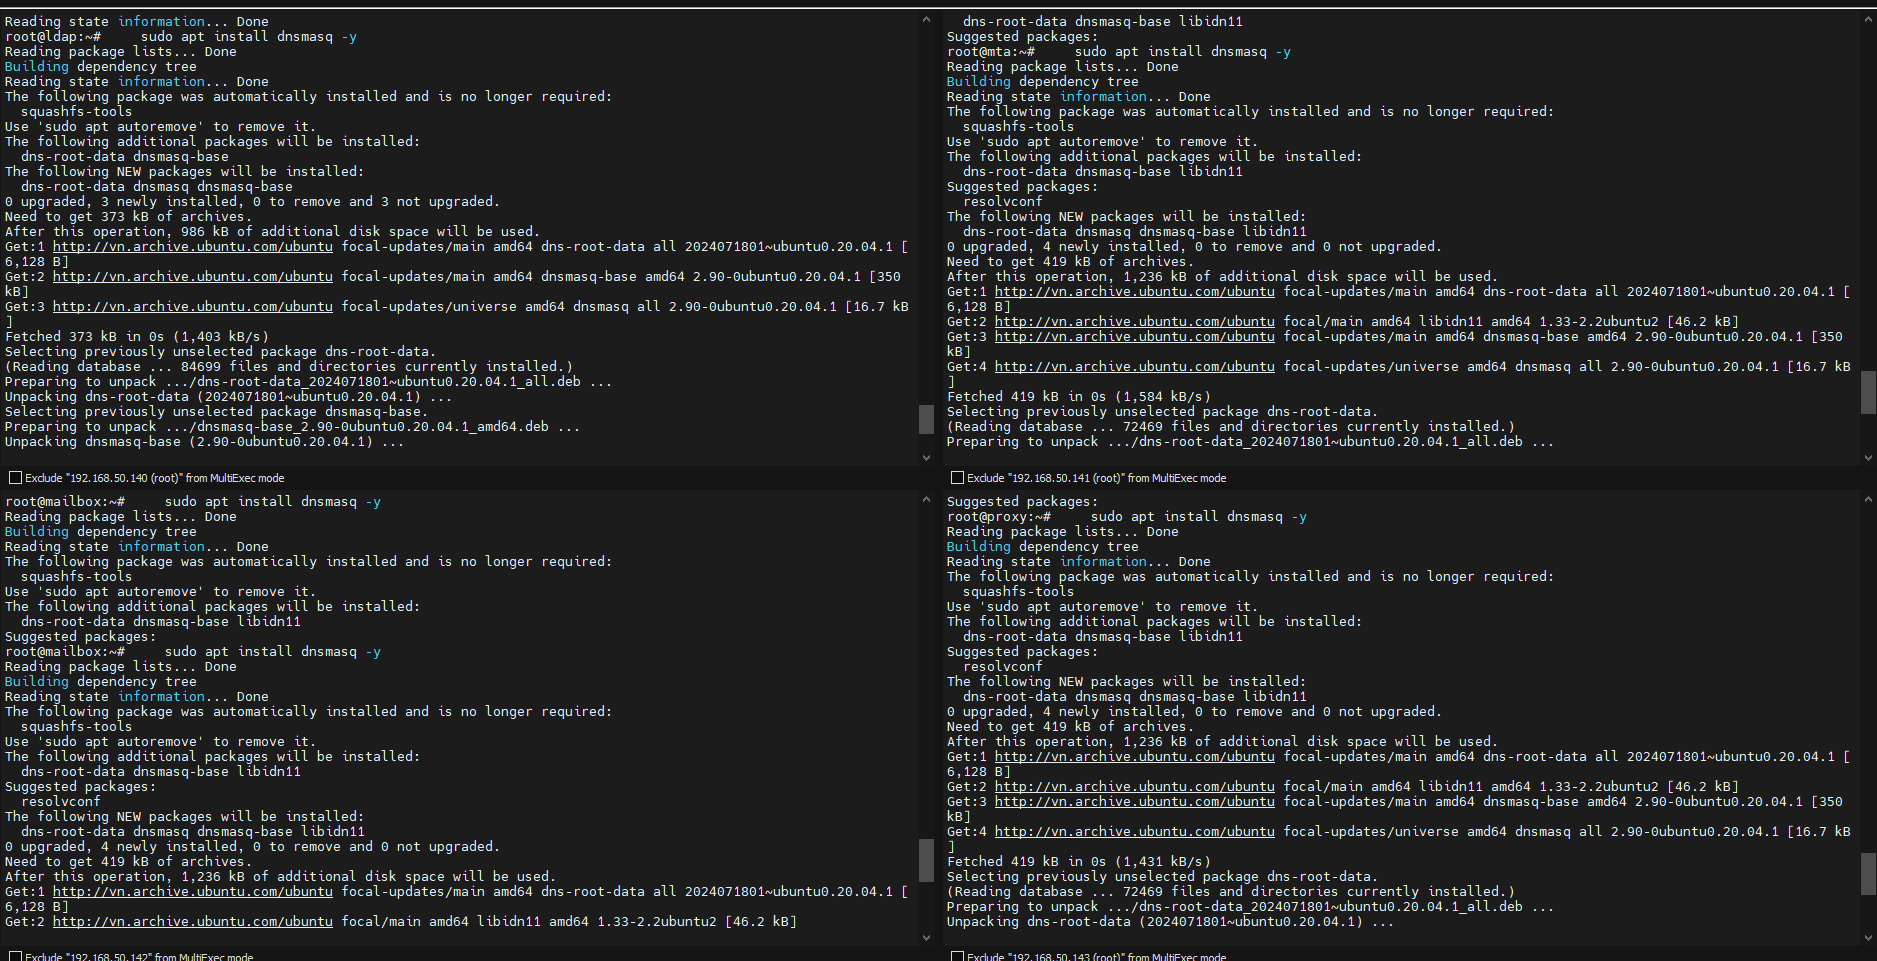 Reading state information... Done
root@ldap:~#     sudo apt install dnsmasq -y
Reading package lists... Done
Building dependency tree
Reading state information... Done
The following package was automatically installed and is no longer required:
  squashfs-tools
Use 'sudo apt autoremove' to remove it.
The following additional packages will be installed:
  dns-root-data dnsmasq-base
The following NEW packages will be installed:
  dns-root-data dnsmasq dnsmasq-base
0 upgraded, 3 newly installed, 0 to remove and 3 not upgraded.
Need to get 373 kB of archives.
After this operation, 986 kB of additional disk space will be used.
Get:1 http://vn.archive.ubuntu.com/ubuntu focal-updates/main amd64 dns-root-data all 2024071801~ubuntu0.20.04.1 [
6,128 B]
Get:2 http://vn.archive.ubuntu.com/ubuntu focal-updates/main amd64 dnsmasq-base amd64 2.90-0ubuntu0.20.04.1 [350
kB]
Get:3 http://vn.archive.ubuntu.com/ubuntu focal-updates/universe amd64 dnsmasq all 2.90-0ubuntu0.20.04.1 [16.7 kB
]
Fetched 373 kB in 0s (1,403 kB/s)
Selecting previously unselected package dns-root-data.
(Reading database ... 84699 files and directories currently installed.)
Preparing to unpack .../dns-root-data_2024071801~ubuntu0.20.04.1_all.deb ...
Unpacking dns-root-data (2024071801~ubuntu0.20.04.1) ...
Selecting previously unselected package dnsmasq-base.
Preparing to unpack .../dnsmasq-base_2.90-0ubuntu0.20.04.1_amd64.deb ...
Unpacking dnsmasq-base (2.90-0ubuntu0.20.04.1) ...
Exclude "192.168.50.140 (root)" from MultiExec mode
  dns-root-data dnsmasq-base libidn11
Suggested packages:
root@mta:~#     sudo apt install dnsmasq -y
Reading package lists... Done
Building dependency tree
Reading state information... Done
The following package was automatically installed and is no longer required:
  squashfs-tools
Use 'sudo apt autoremove' to remove it.
The following additional packages will be installed:
  dns-root-data dnsmasq-base libidn11
Suggested packages:
  resolvconf
The following NEW packages will be installed:
  dns-root-data dnsmasq dnsmasq-base libidn11
0 upgraded, 4 newly installed, 0 to remove and 0 not upgraded.
Need to get 419 kB of archives.
After this operation, 1,236 kB of additional disk space will be used.
Get:1 http://vn.archive.ubuntu.com/ubuntu focal-updates/main amd64 dns-root-data all 2024071801~ubuntu0.20.04.1 [
6,128 B]
Get:2 http://vn.archive.ubuntu.com/ubuntu focal/main amd64 libidn11 amd64 1.33-2.2ubuntu2 [46.2 kB]
Get:3 http://vn.archive.ubuntu.com/ubuntu focal-updates/main amd64 dnsmasq-base amd64 2.90-0ubuntu0.20.04.1 [350
kB]
Get:4 http://vn.archive.ubuntu.com/ubuntu focal-updates/universe amd64 dnsmasq all 2.90-0ubuntu0.20.04.1 [16.7 kB
]
Fetched 419 kB in 0s (1,584 kB/s)
Selecting previously unselected package dns-root-data.
(Reading database ... 72469 files and directories currently installed.)
Preparing to unpack .../dns-root-data_2024071801~ubuntu0.20.04.1_all.deb ...
Exclude "192.168.50.141 (root)" from MultiExec mode
root@mailbox:~#     sudo apt install dnsmasq -y
Reading package lists... Done
Building dependency tree
Reading state information... Done
The following package was automatically installed and is no longer required:
  squashfs-tools
Use 'sudo apt autoremove' to remove it.
The following additional packages will be installed:
  dns-root-data dnsmasq-base libidn11
Suggested packages:
root@mailbox:~#     sudo apt install dnsmasq -y
Reading package lists... Done
Building dependency tree
Reading state information... Done
The following package was automatically installed and is no longer required:
  squashfs-tools
Use 'sudo apt autoremove' to remove it.
The following additional packages will be installed:
  dns-root-data dnsmasq-base libidn11
Suggested packages:
  resolvconf
The following NEW packages will be installed:
  dns-root-data dnsmasq dnsmasq-base libidn11
0 upgraded, 4 newly installed, 0 to remove and 0 not upgraded.
Need to get 419 kB of archives.
After this operation, 1,236 kB of additional disk space will be used.
Get:1 http://vn.archive.ubuntu.com/ubuntu focal-updates/main amd64 dns-root-data all 2024071801~ubuntu0.20.04.1 [
6,128 B]
Get:2 http://vn.archive.ubuntu.com/ubuntu focal/main amd64 libidn11 amd64 1.33-2.2ubuntu2 [46.2 kB]
Exclude "192.168.50.142" from MultiExec mode
Suggested packages:
root@proxy:~#     sudo apt install dnsmasq -y
Reading package lists... Done
Building dependency tree
Reading state information... Done
The following package was automatically installed and is no longer required:
  squashfs-tools
Use 'sudo apt autoremove' to remove it.
The following additional packages will be installed:
  dns-root-data dnsmasq-base libidn11
Suggested packages:
  resolvconf
The following NEW packages will be installed:
  dns-root-data dnsmasq dnsmasq-base libidn11
0 upgraded, 4 newly installed, 0 to remove and 0 not upgraded.
Need to get 419 kB of archives.
After this operation, 1,236 kB of additional disk space will be used.
Get:1 http://vn.archive.ubuntu.com/ubuntu focal-updates/main amd64 dns-root-data all 2024071801~ubuntu0.20.04.1 [
6,128 B]
Get:2 http://vn.archive.ubuntu.com/ubuntu focal/main amd64 libidn11 amd64 1.33-2.2ubuntu2 [46.2 kB]
Get:3 http://vn.archive.ubuntu.com/ubuntu focal-updates/main amd64 dnsmasq-base amd64 2.90-0ubuntu0.20.04.1 [350
kB]
Get:4 http://vn.archive.ubuntu.com/ubuntu focal-updates/universe amd64 dnsmasq all 2.90-0ubuntu0.20.04.1 [16.7 kB
]
Fetched 419 kB in 0s (1,431 kB/s)
Selecting previously unselected package dns-root-data.
(Reading database ... 72469 files and directories currently installed.)
Preparing to unpack .../dns-root-data_2024071801~ubuntu0.20.04.1_all.deb ...
Unpacking dns-root-data (2024071801~ubuntu0.20.04.1) ...
Exclude "192.168.50.143 (root)" from MultiExec mode